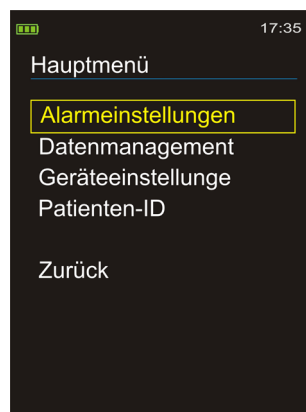 17:35
Hauptmenü
Alarmeinstellungen
Datenmanagement
Geräteeinstellunge
Patienten-ID
Zurück